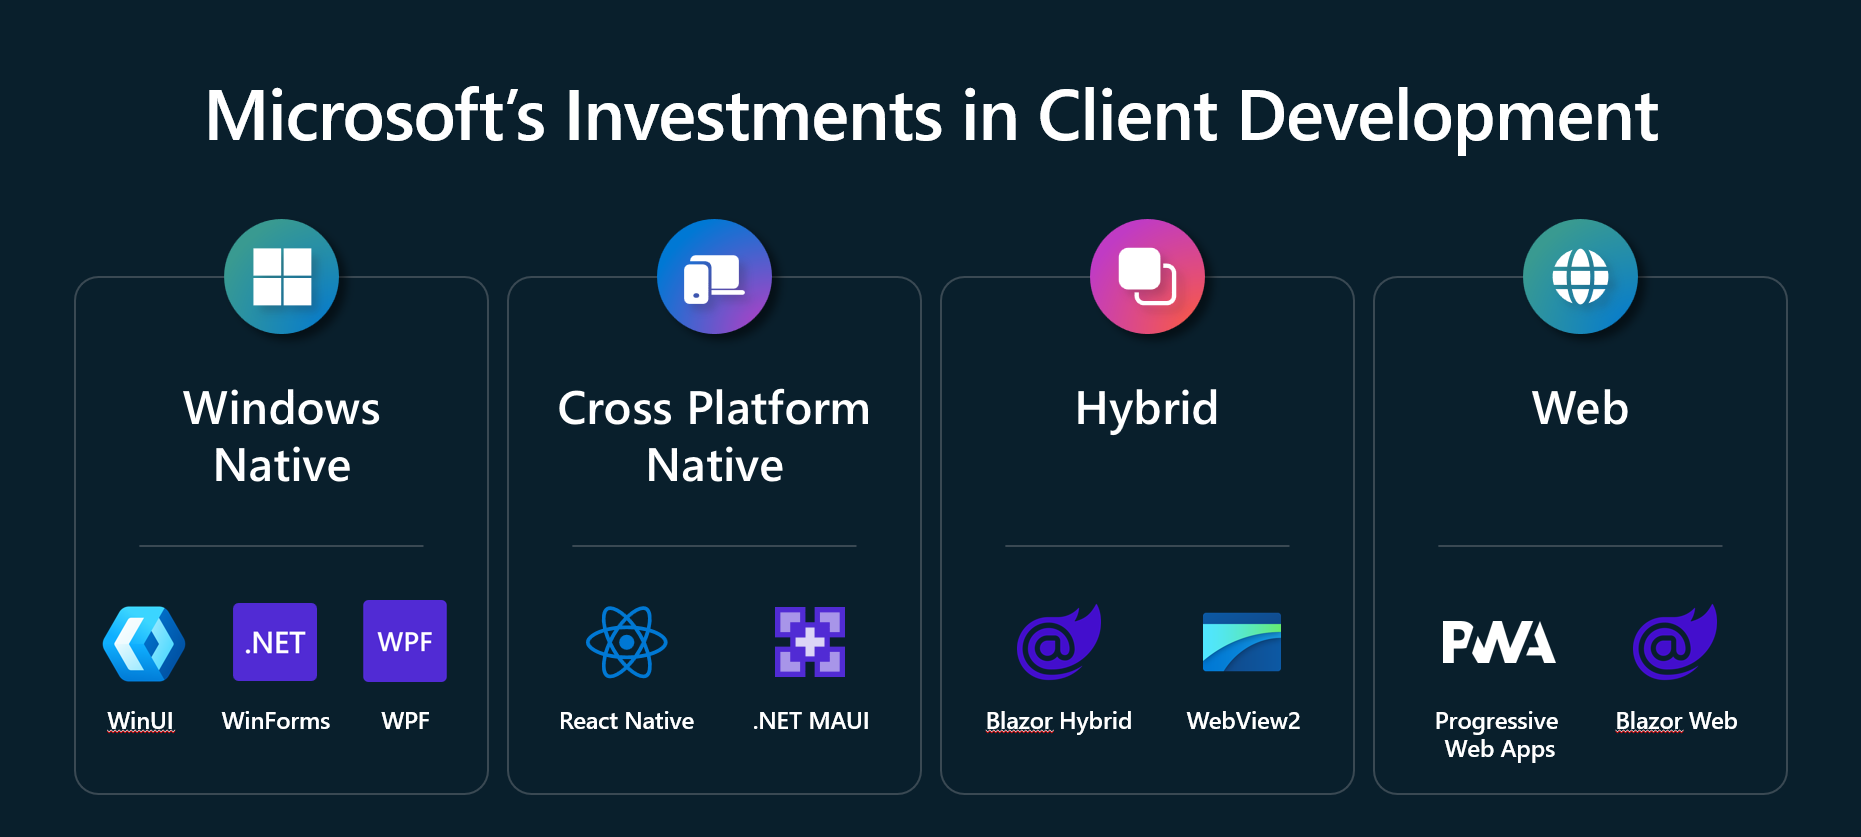 Microsoft’s Investments in Client Development
Windows
Native
.NET
WPF
WinUI
WinForms
WPF
Cross Platform
Native
React Native
.NET MAUI
Hybrid
@
Blazor Hybrid
WebView2
Web
PWA
@
Progressive
Web Apps
Blazor Web